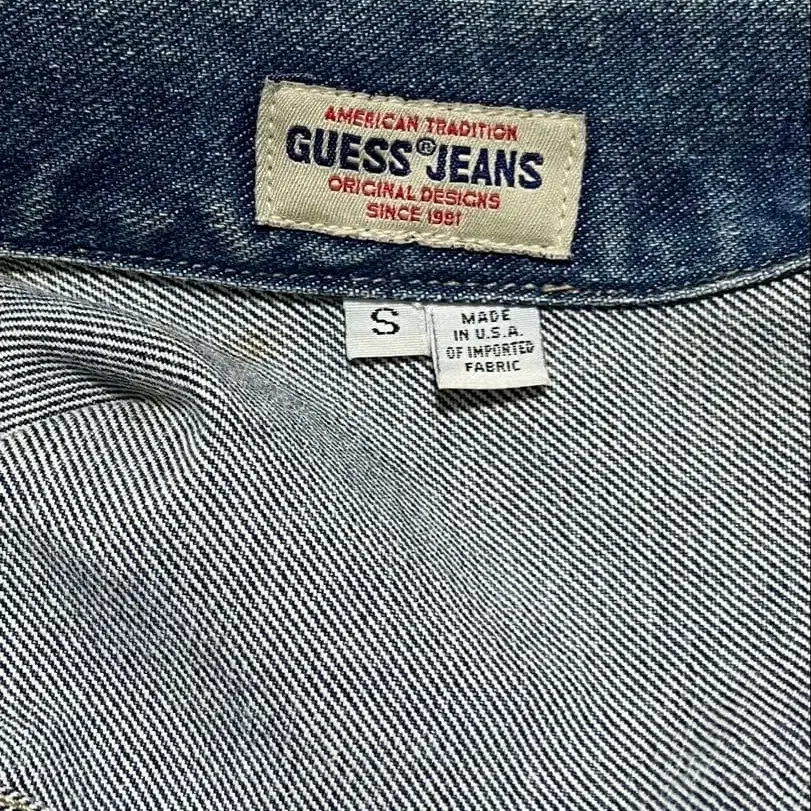 AMERICAN TRADITION
GUESS® JEANS
ORIGINAL DESIGNS
SINCE 1981
S
MADE
IN U.S.A.
OF IMPORTED
FABRIC